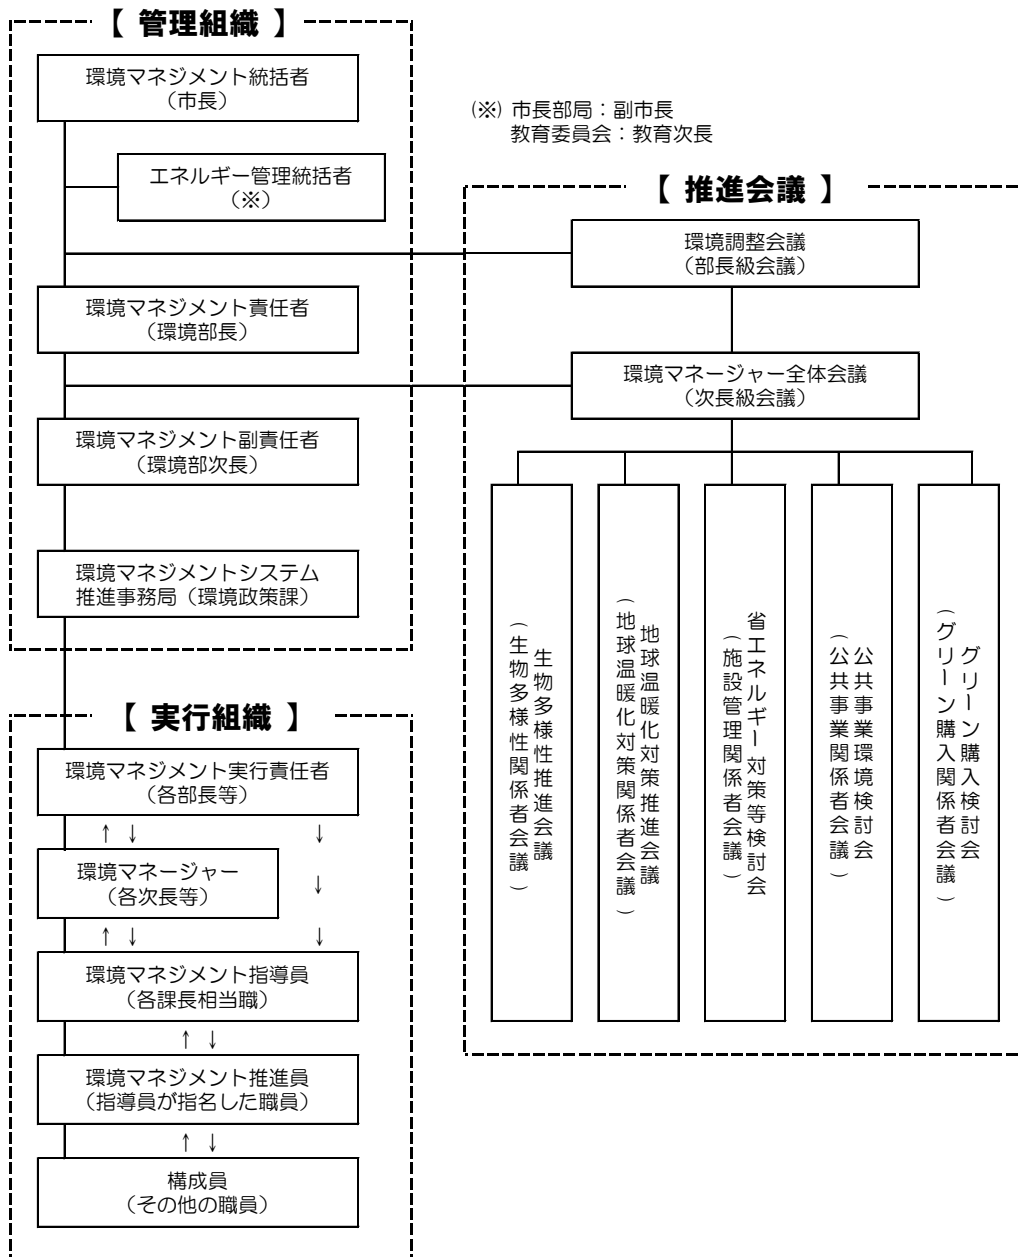 【 管理組織 】
環境マネジメント統括者
（市長）
エネルギー管理統括者
（※）
環境マネジメント責任者
（環境部長）
環境マネジメント副責任者
（環境部次長）
環境マネジメントシステム
推進事務局（環境政策課）
(※) 市長部局：副市長
教育委員会：教育次長
【 推進会議 】
環境調整会議
（部長級会議）
環境マネージャー全体会議
（次長級会議）
生物多様性推進会議
（生物多様性関係者会議）
地球温暖化対策推進会議
（地球温暖化対策関係者会議）
省エネルギー対策等検討会
（施設管理関係者会議）
公共事業環境検討会
（公共事業関係者会議）
グリーン購入検討会
（グリーン購入関係者会議）
【 実行組織 】
環境マネジメント実行責任者
（各部長等）
↑ ↓ ↓
環境マネージャー
（各次長等）
↓
↑ ↓ ↓
環境マネジメント指導員
（各課長相当職）
↑ ↓
環境マネジメント推進員
（指導員が指名した職員）
↑ ↓
構成員
（その他の職員）